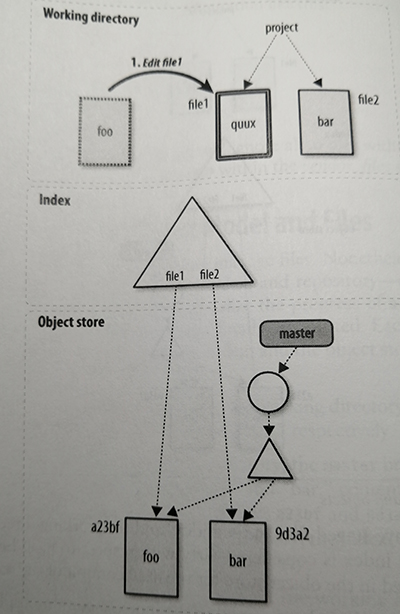 Working directory
project
1. Edit file1
file1
file2
foo
quux
bar
Index
file1 file2
Object store
master
a23bf
9d3a2
foo
bar